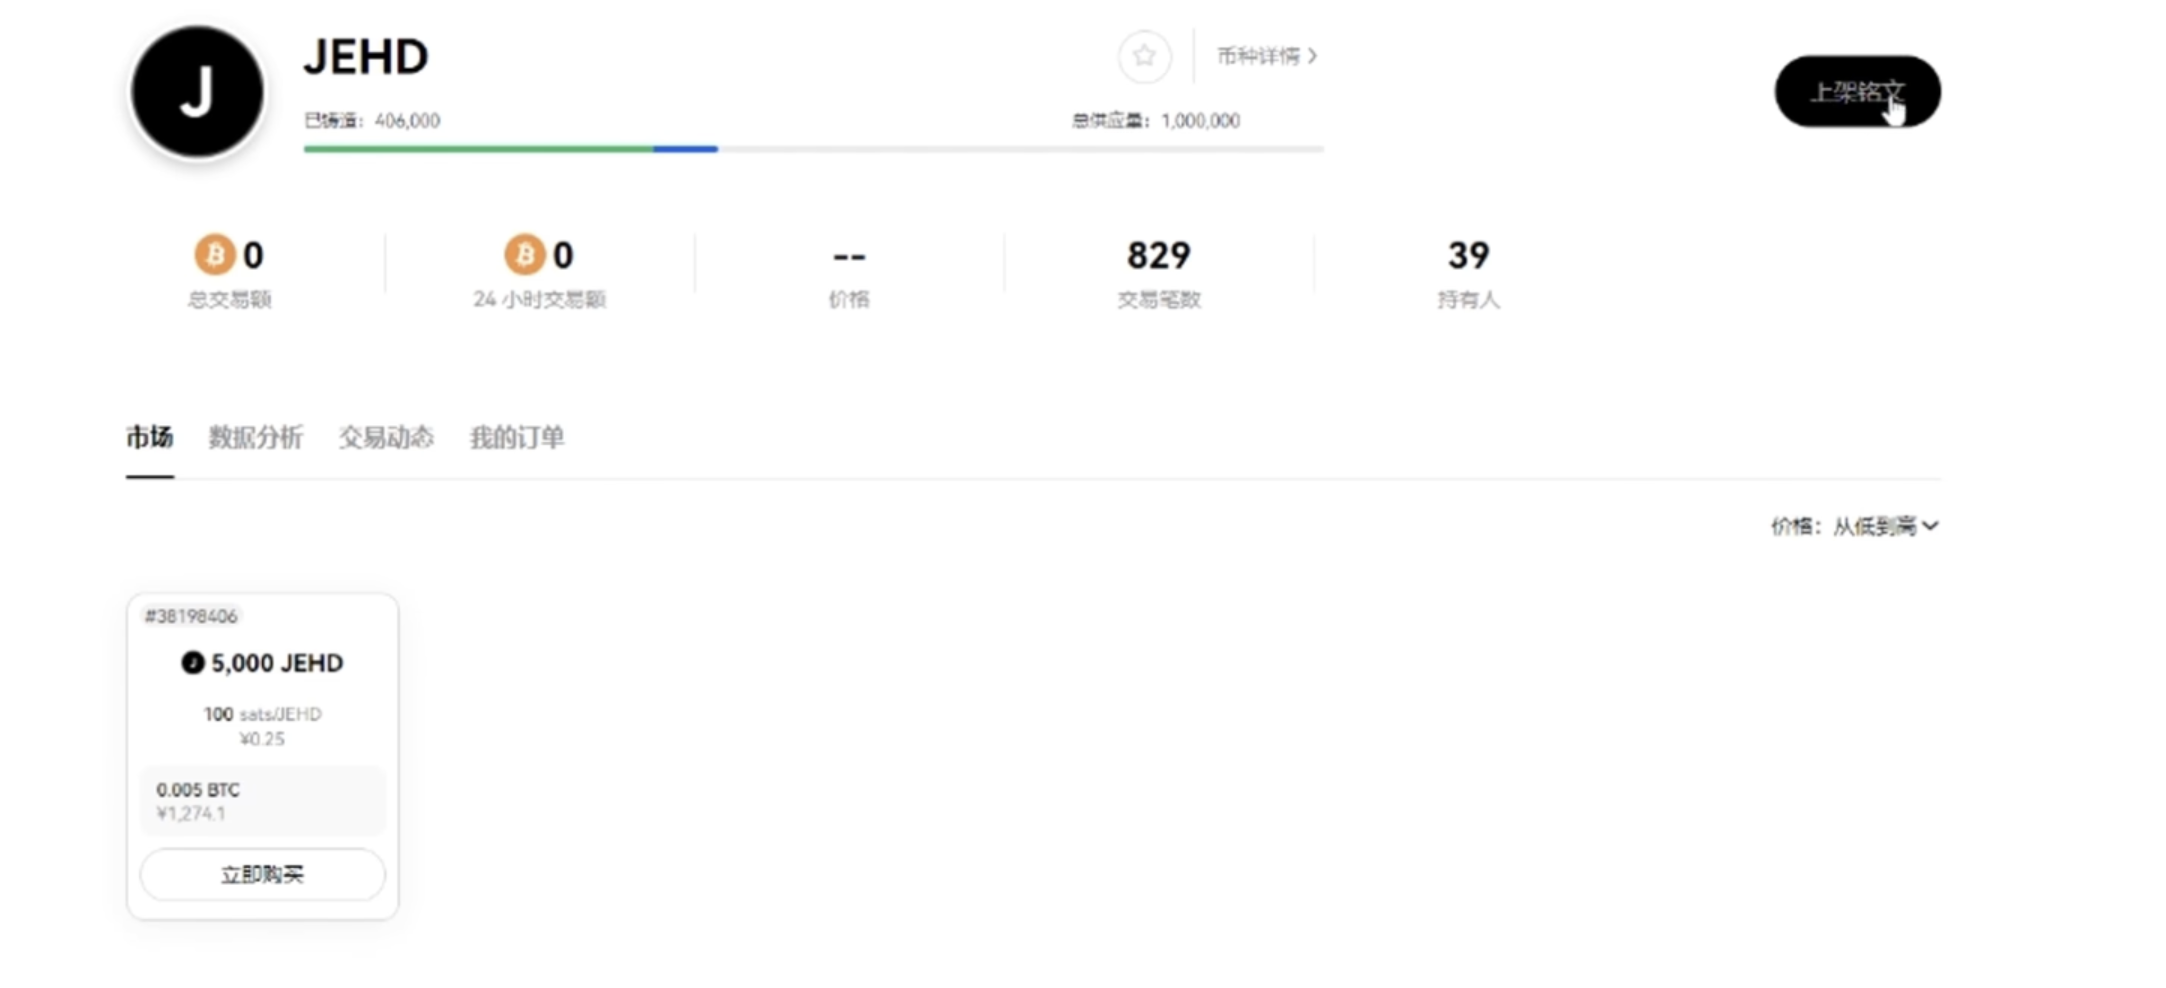 J
JEHD
币种详情 >
上架铭文
已铸造：406,000
总供应量：1,000,000
0
0
--
829
39
总交易额
24 小时交易额
价格
交易笔数
持有人
市场
数据分析
交易动态
我的订单
价格：从低到高
#38198406
5,000 JEHD
100 sats/JEHD
¥0.25
0.005 BTC
¥1,274.1
立即购买